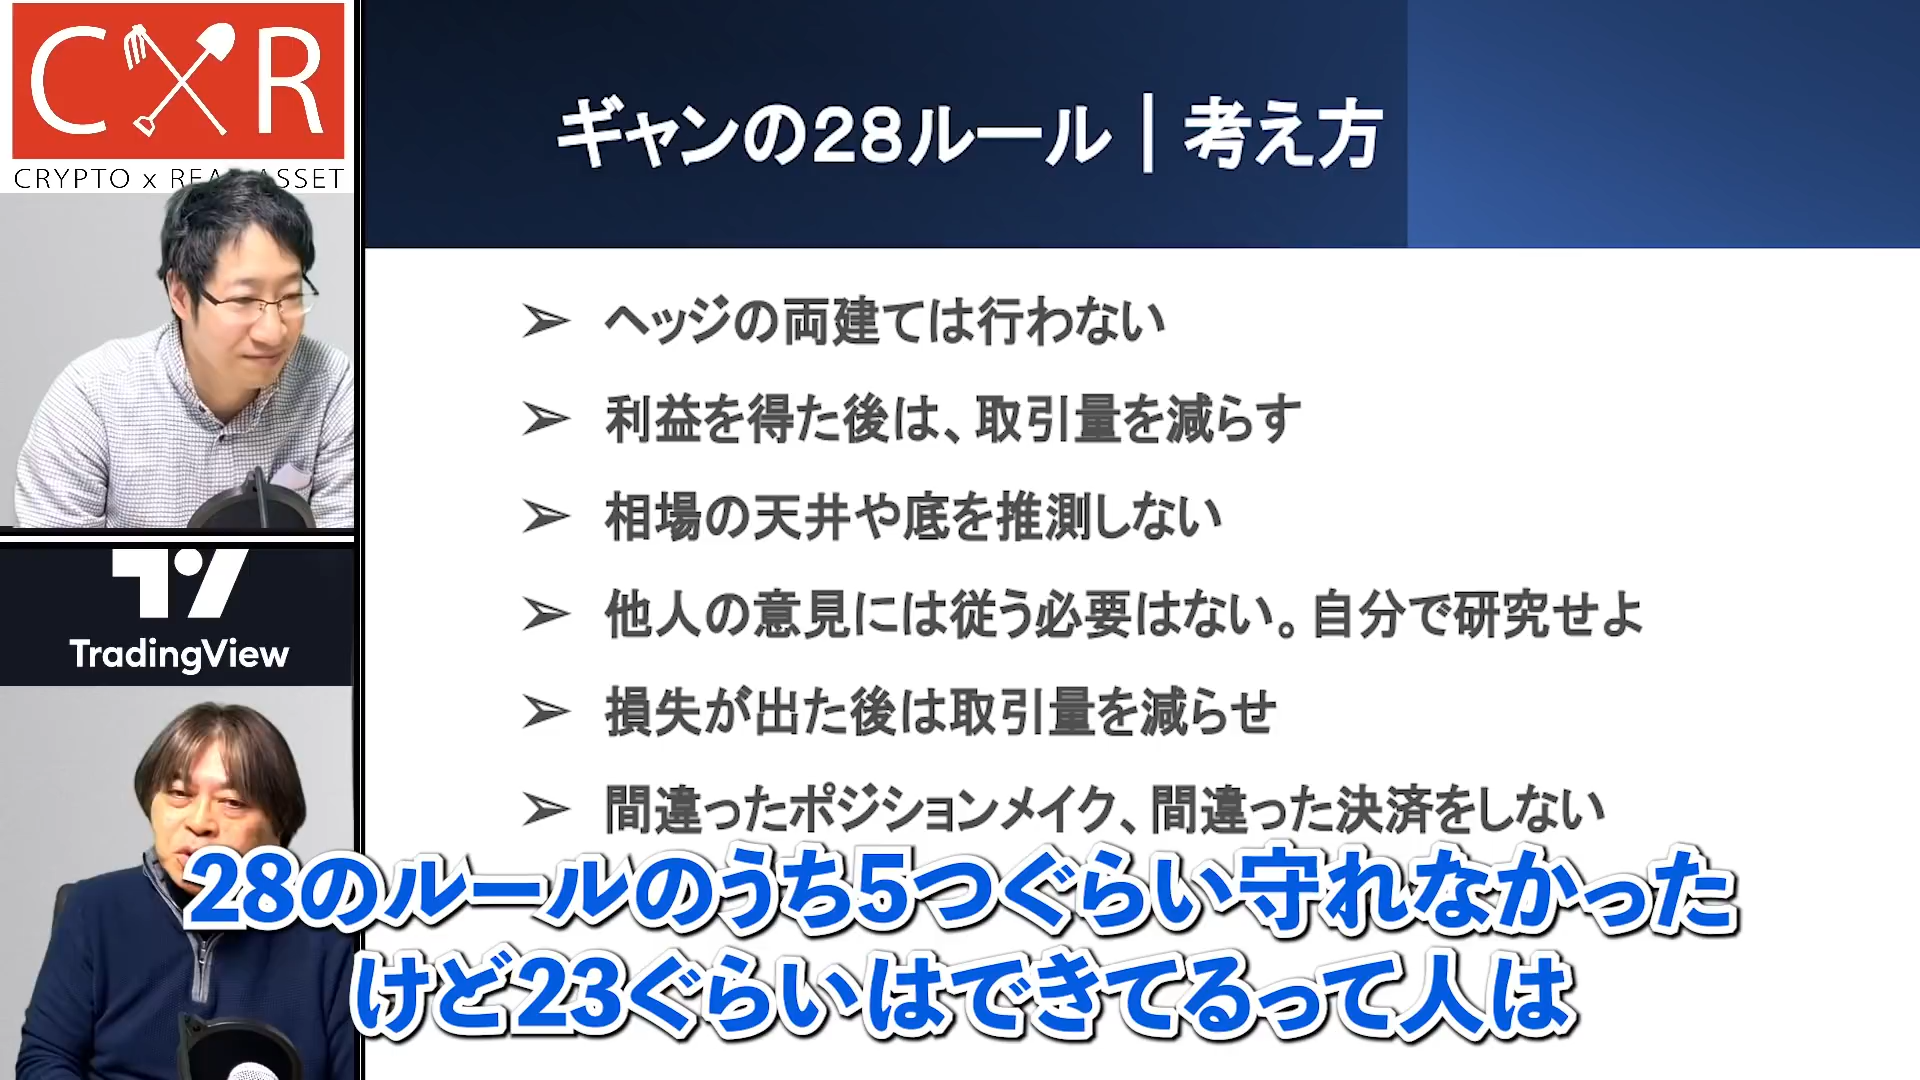 CXR
CRYPTO x REAL ASSET
TradingView
ギャンの28ルール｜考え方
➢ ヘッジの両建ては行わない
➢ 利益を得た後は、取引量を減らす
➢ 相場の天井や底を推測しない
➢ 他人の意見には従う必要はない。自分で研究せよ
➢ 損失が出た後は取引量を減らせ
➢ 間違ったポジションメイク、間違った決済をしない
28のルールのうち5つぐらい守れなかった
けど23ぐらいはできてるって人は